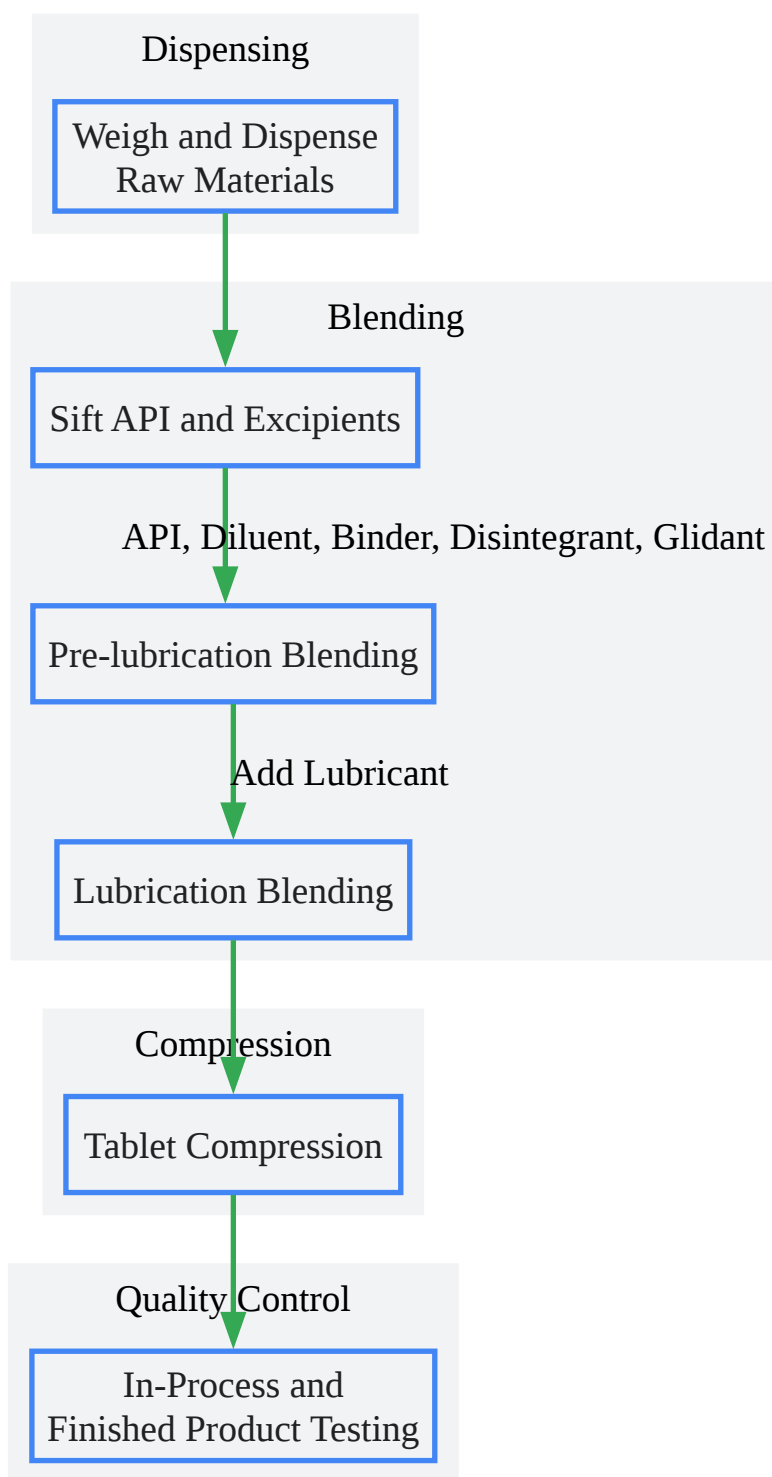 Dispensing
Weigh and Dispense
Raw Materials
Blending
Sift API and Excipients
API, Diluent, Binder, Disintegrant, Glidant
Pre-lubrication Blending
Add Lubricant
Lubrication Blending
Compression
Tablet Compression
Quality Control
In-Process and
Finished Product Testing